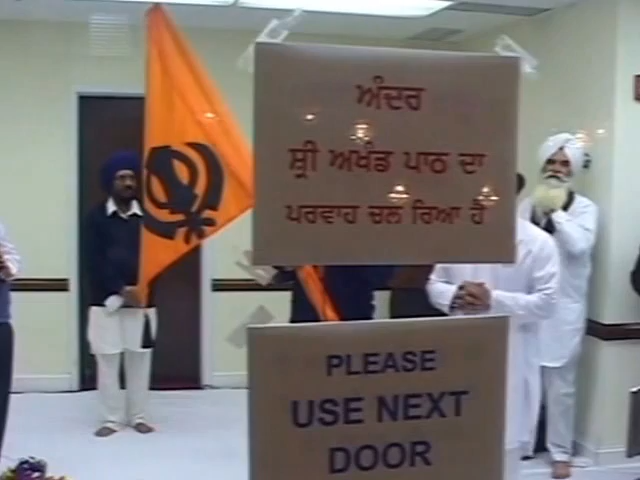 ਅੰਦਰ
ਸ਼੍ਰੀ ਅਖੰਡ ਪਾਠ ਦਾ
ਪਰਵਾਹ ਚਲ ਰਿਆ ਹੈ
PLEASE
USE NEXT
DOOR